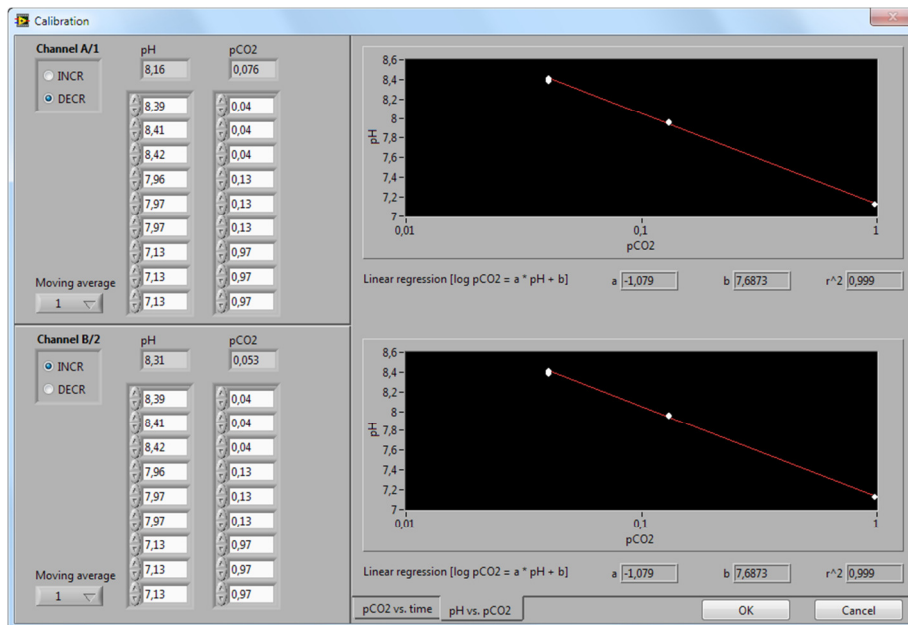 Calibration
Channel A/1
pH
pCO2
INCR
8,16
0,076
DECR
8.39
0.04
8,41
0,04
8,42
0,04
7,96
0,13
7,97
0,13
7,97
0,13
7,13
0,97
7,13
0,97
7,13
0,97
Moving average
1
8,6
8,4
8,2
8
7,8
7,6
7,4
7,2
7
pH
0,01
0,1
1
pCO2
Linear regression [log pCO2 = a * pH + b]
a -1,079
b 7,6873
r^2 0,999
Channel B/2
pH
pCO2
INCR
8,31
0,053
DECR
8,39
0,04
8,41
0,04
8,42
0,04
7,96
0,13
7,97
0,13
7,97
0,13
7,13
0,97
7,13
0,97
7,13
0,97
Moving average
1
8,6
8,4
8,2
8
7,8
7,6
7,4
7,2
7
pH
0,01
0,1
1
pCO2
Linear regression [log pCO2 = a * pH + b]
a -1,079
b 7,6873
r^2 0,999
pCO2 vs. time
pH vs. pCO2
OK
Cancel